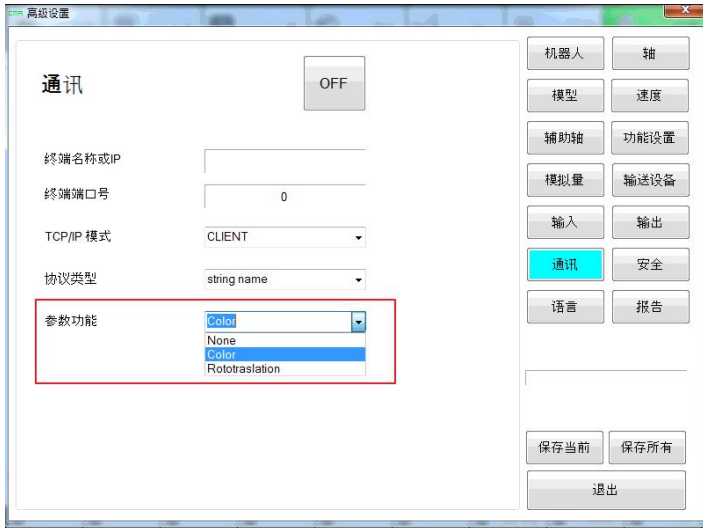 CMA 高级设置
x
机器人 轴
通讯 OFF
模型 速度
辅助轴 功能设置
终端名称或IP
模拟量 输送设备
终端端口号 0
输入 输出
TCP/IP 模式 CLIENT
通讯 安全
协议类型 string name
语言 报告
参数功能 Color
None
Color
Rototraslation
保存当前 保存所有
退出